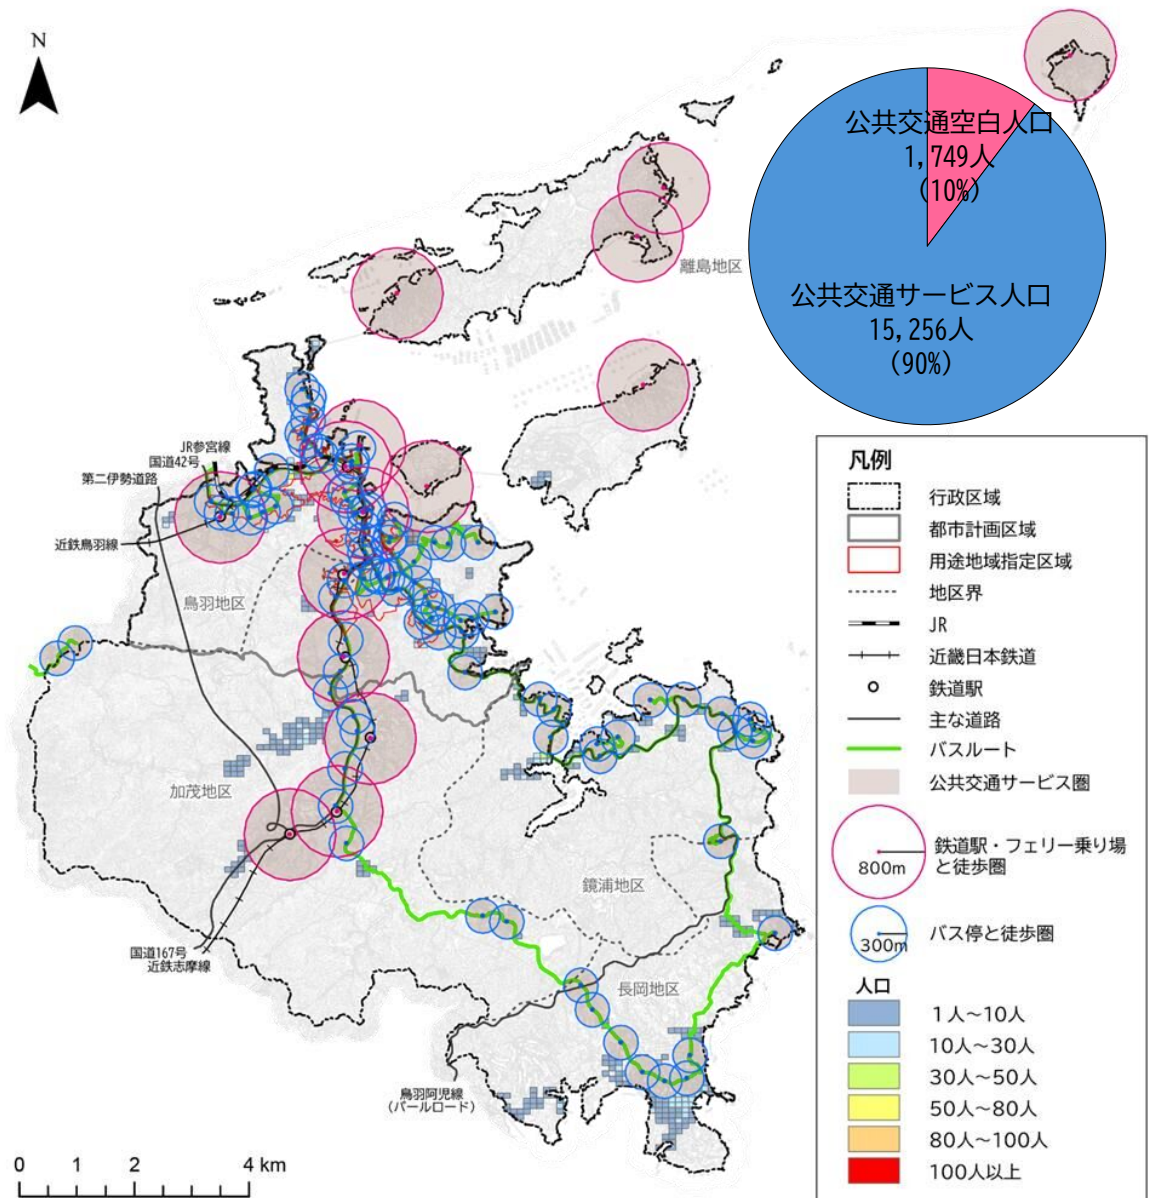 N
公共交通空白人口
1,749人
(10%)
公共交通サービス人口
15,256人
(90%)
離島地区
JR参宮線
国道42号
第二伊勢道路
近鉄鳥羽線
鳥羽地区
加茂地区
鏡浦地区
長岡地区
国道167号
近鉄志摩線
鳥羽阿児線
(パールロード)
0 1 2 4 km
凡例
行政区域
都市計画区域
用途地域指定区域
地区界
JR
近畿日本鉄道
鉄道駅
主な道路
バスルート
公共交通サービス圏
800m
鉄道駅・フェリー乗り場
と徒歩圏
300m
バス停と徒歩圏
人口
1人~10人
10人~30人
30人~50人
50人~80人
80人~100人
100人以上